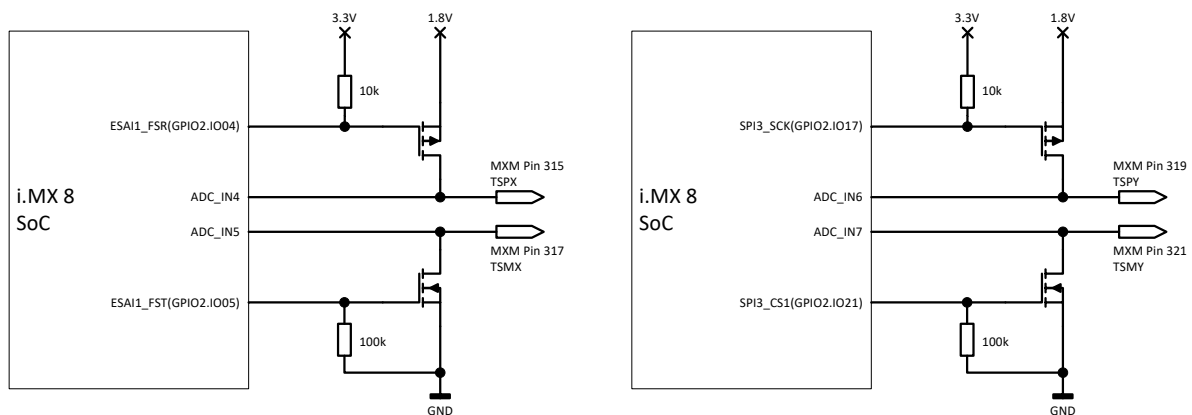 3.3V
1.8V
10k
ESAI1_FSR(GPIO2.IO04)
MXM Pin 315
TSPX
i.MX 8
SoC
ADC_IN4
ADC_IN5
MXM Pin 317
TSMX
ESAI1_FST(GPIO2.IO05)
100k
GND
3.3V
1.8V
10k
SPI3_SCK(GPIO2.IO17)
MXM Pin 319
TSPY
i.MX 8
SoC
ADC_IN6
ADC_IN7
MXM Pin 321
TSMY
SPI3_CS1(GPIO2.IO21)
100k
GND